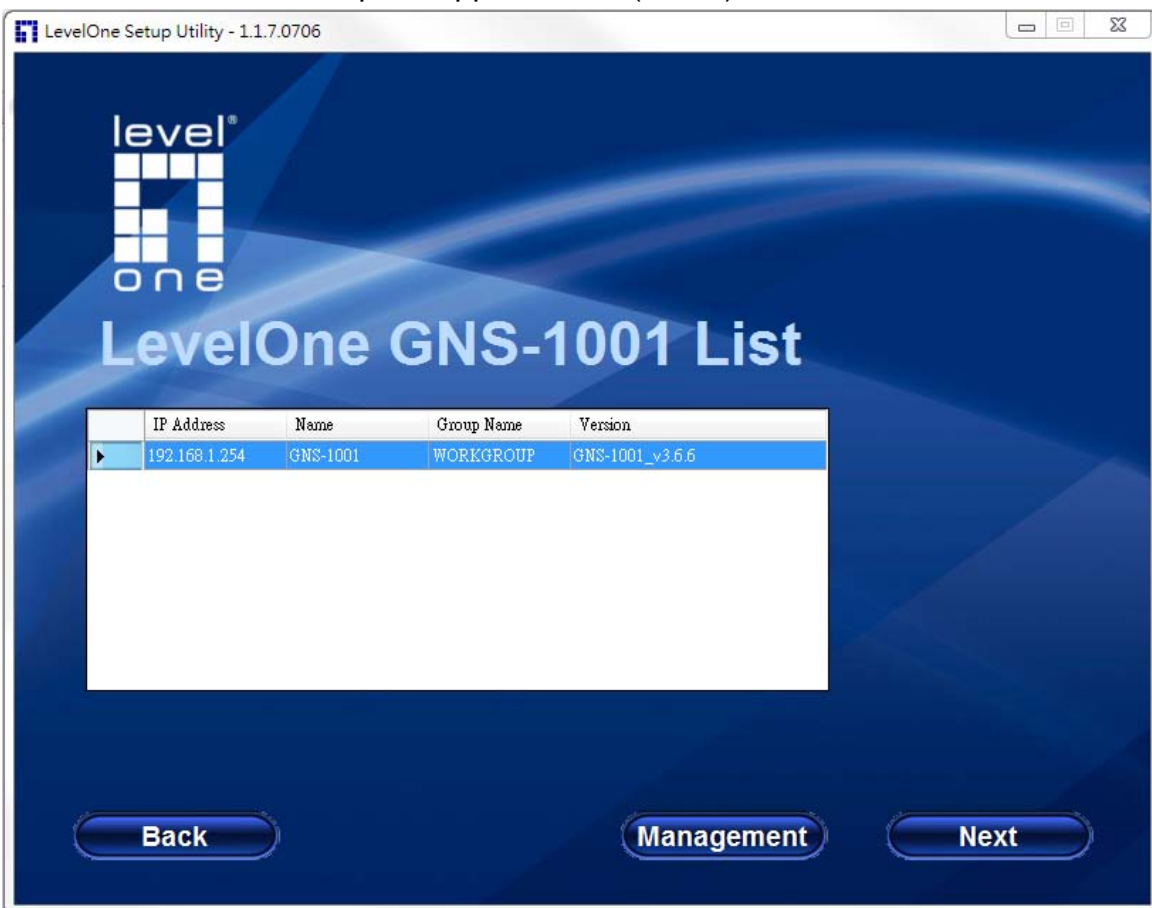 LevelOne Setup Utility - 1.1.7.0706
level®
one
LevelOne GNS-1001 List
IP Address Name Group Name Version
192.168.1.254 GNS-1001 WORKGROUP GNS-1001_v3.6.6
Back Management Next